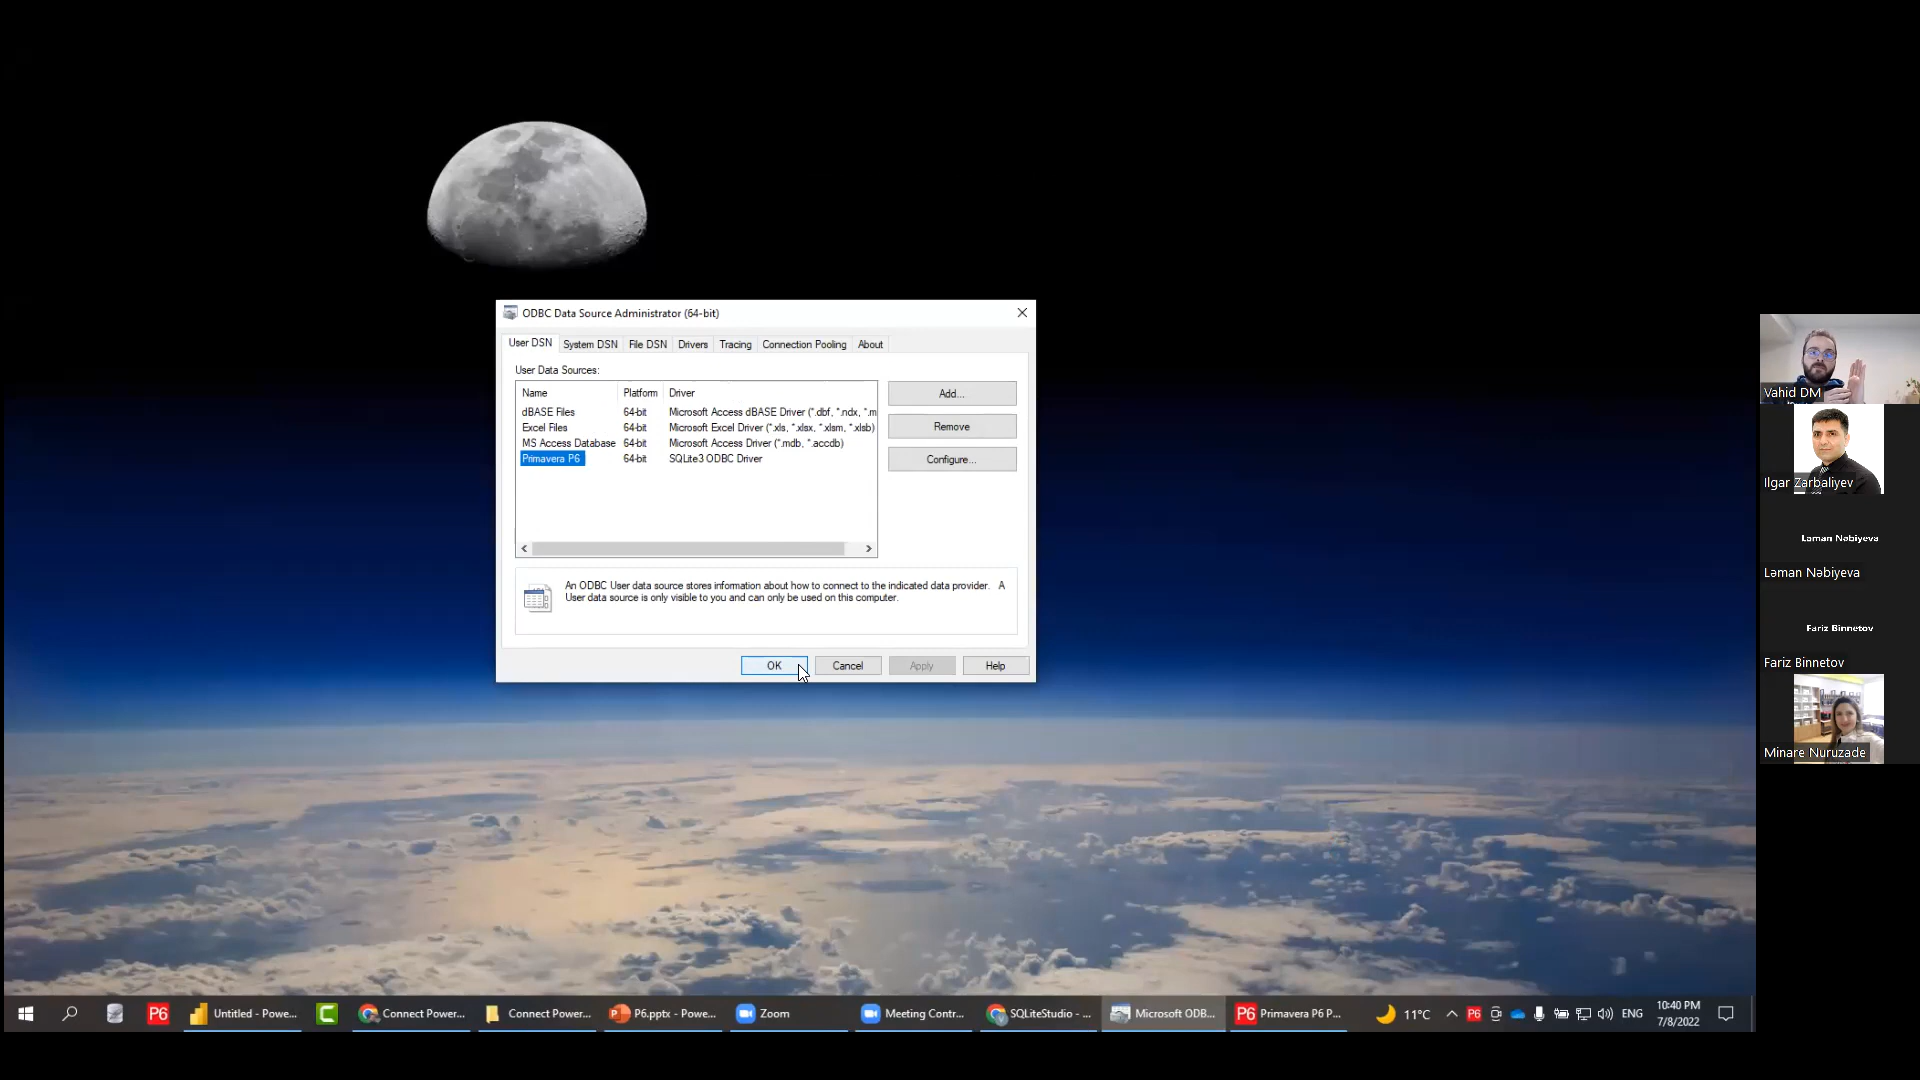 ODBC Data Source Administrator (64-bit)
User DSN System DSN File DSN Drivers Tracing Connection Pooling About
User Data Sources:
Name Platform Driver
dBASE Files 64-bit Microsoft Access dBASE Driver (*.dbf, *.ndx, *.m
Excel Files 64-bit Microsoft Excel Driver (*.xls, *.xlsx, *.xlsm, *.xlsb)
MS Access Database 64-bit Microsoft Access Driver (*.mdb, *.accdb)
Primavera P6 64-bit SQLite3 ODBC Driver
Add...
Remove
Configure...
An ODBC User data source stores information about how to connect to the indicated data provider. A
User data source is only visible to you and can only be used on this computer.
OK Cancel Apply Help
Vahid DM
Ilgar Zarbaliyev
Ləman Nəbiyeva
Ləman Nəbiyeva
Fariz Binnetov
Fariz Binnetov
Minare Nuruzade
P6 Untitled - Powe... Connect Power... Connect Power... P6.pptx - Powe... Zoom Meeting Contr... SQLiteStudio - ... Microsoft ODB... P6 Primavera P6 P... 11°C P6 ENG
10:40 PM
7/8/2022